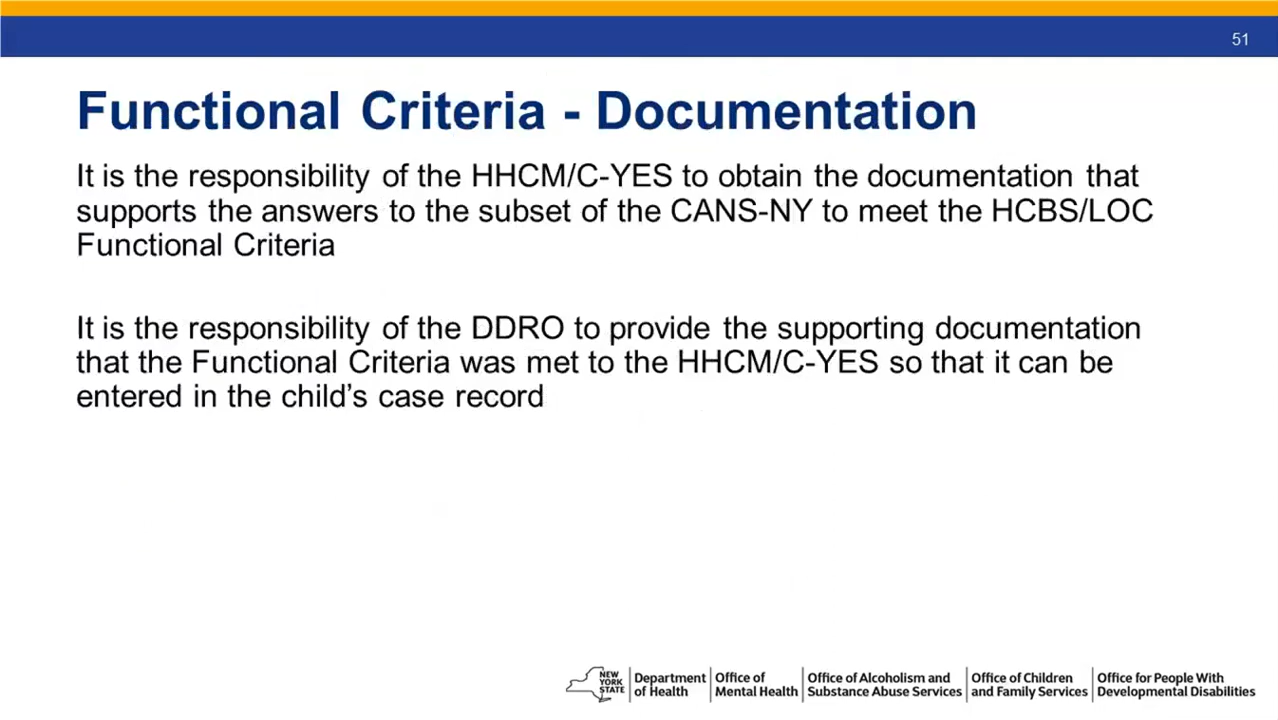 51
Functional Criteria - Documentation
It is the responsibility of the HHCM/C-YES to obtain the documentation that
supports the answers to the subset of the CANS-NY to meet the HCBS/LOC
Functional Criteria
It is the responsibility of the DDRO to provide the supporting documentation
that the Functional Criteria was met to the HHCM/C-YES so that it can be
entered in the child’s case record
NEW
YORK
STATE
Department
of Health
Office of
Mental Health
Office of Alcoholism and
Substance Abuse Services
Office of Children
and Family Services
Office for People With
Developmental Disabilities